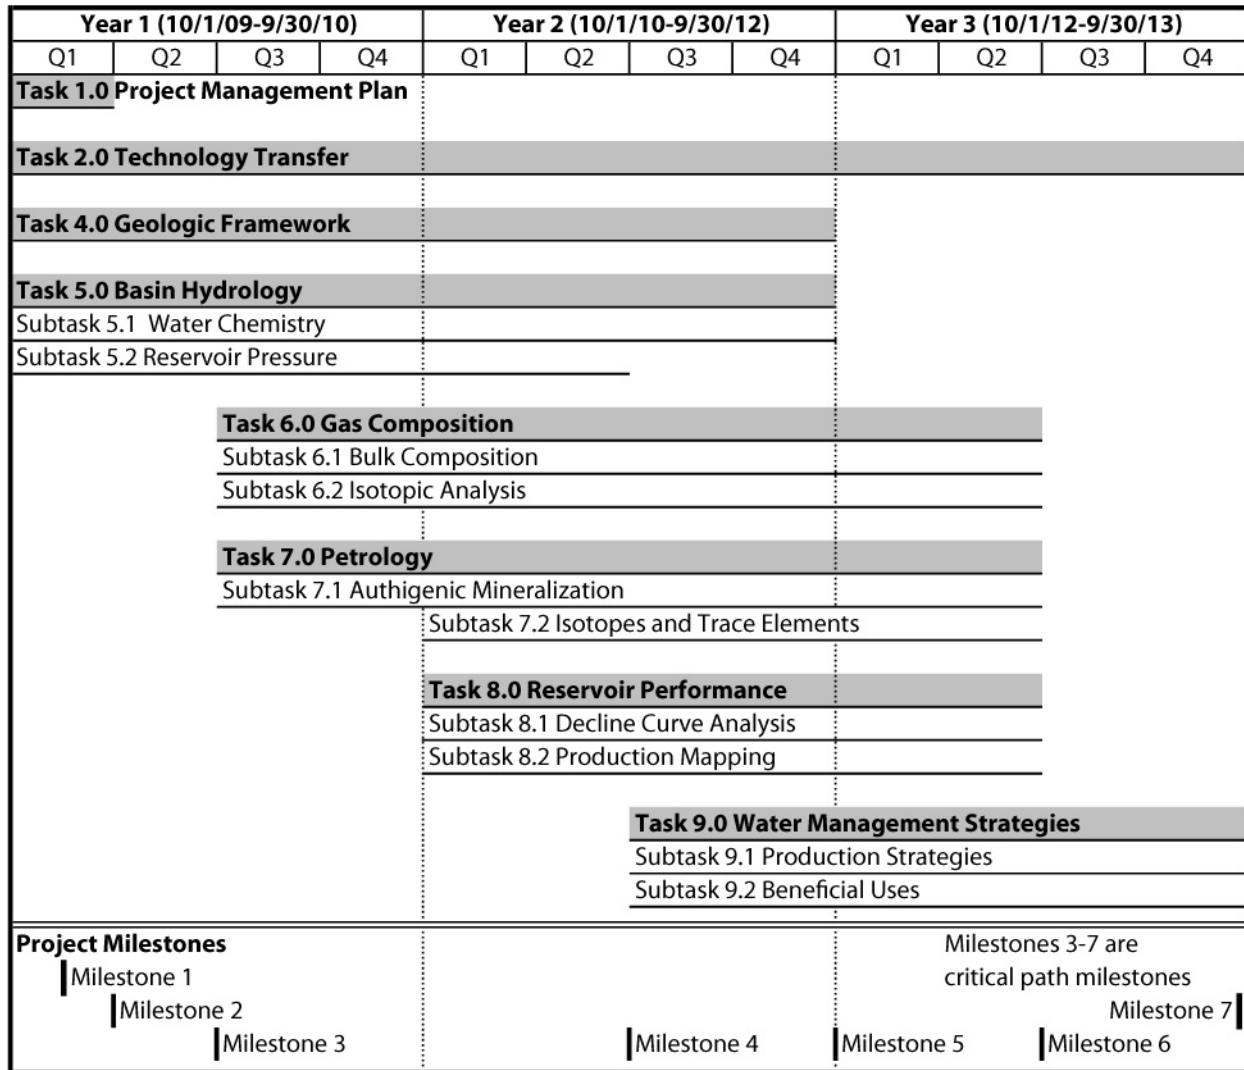 Year 1 (10/1/09-9/30/10) Year 2 (10/1/10-9/30/12) Year 3 (10/1/12-9/30/13)
Q1 Q2 Q3 Q4 Q1 Q2 Q3 Q4 Q1 Q2 Q3 Q4
Task 1.0 Project Management Plan
Task 2.0 Technology Transfer
Task 4.0 Geologic Framework
Task 5.0 Basin Hydrology
Subtask 5.1 Water Chemistry
Subtask 5.2 Reservoir Pressure
Task 6.0 Gas Composition
Subtask 6.1 Bulk Composition
Subtask 6.2 Isotopic Analysis
Task 7.0 Petrology
Subtask 7.1 Authigenic Mineralization
Subtask 7.2 Isotopes and Trace Elements
Task 8.0 Reservoir Performance
Subtask 8.1 Decline Curve Analysis
Subtask 8.2 Production Mapping
Task 9.0 Water Management Strategies
Subtask 9.1 Production Strategies
Subtask 9.2 Beneficial Uses
Project Milestones Milestones 3-7 are
Milestone 1 critical path milestones
Milestone 2 Milestone 7
Milestone 3 Milestone 4 Milestone 5 Milestone 6